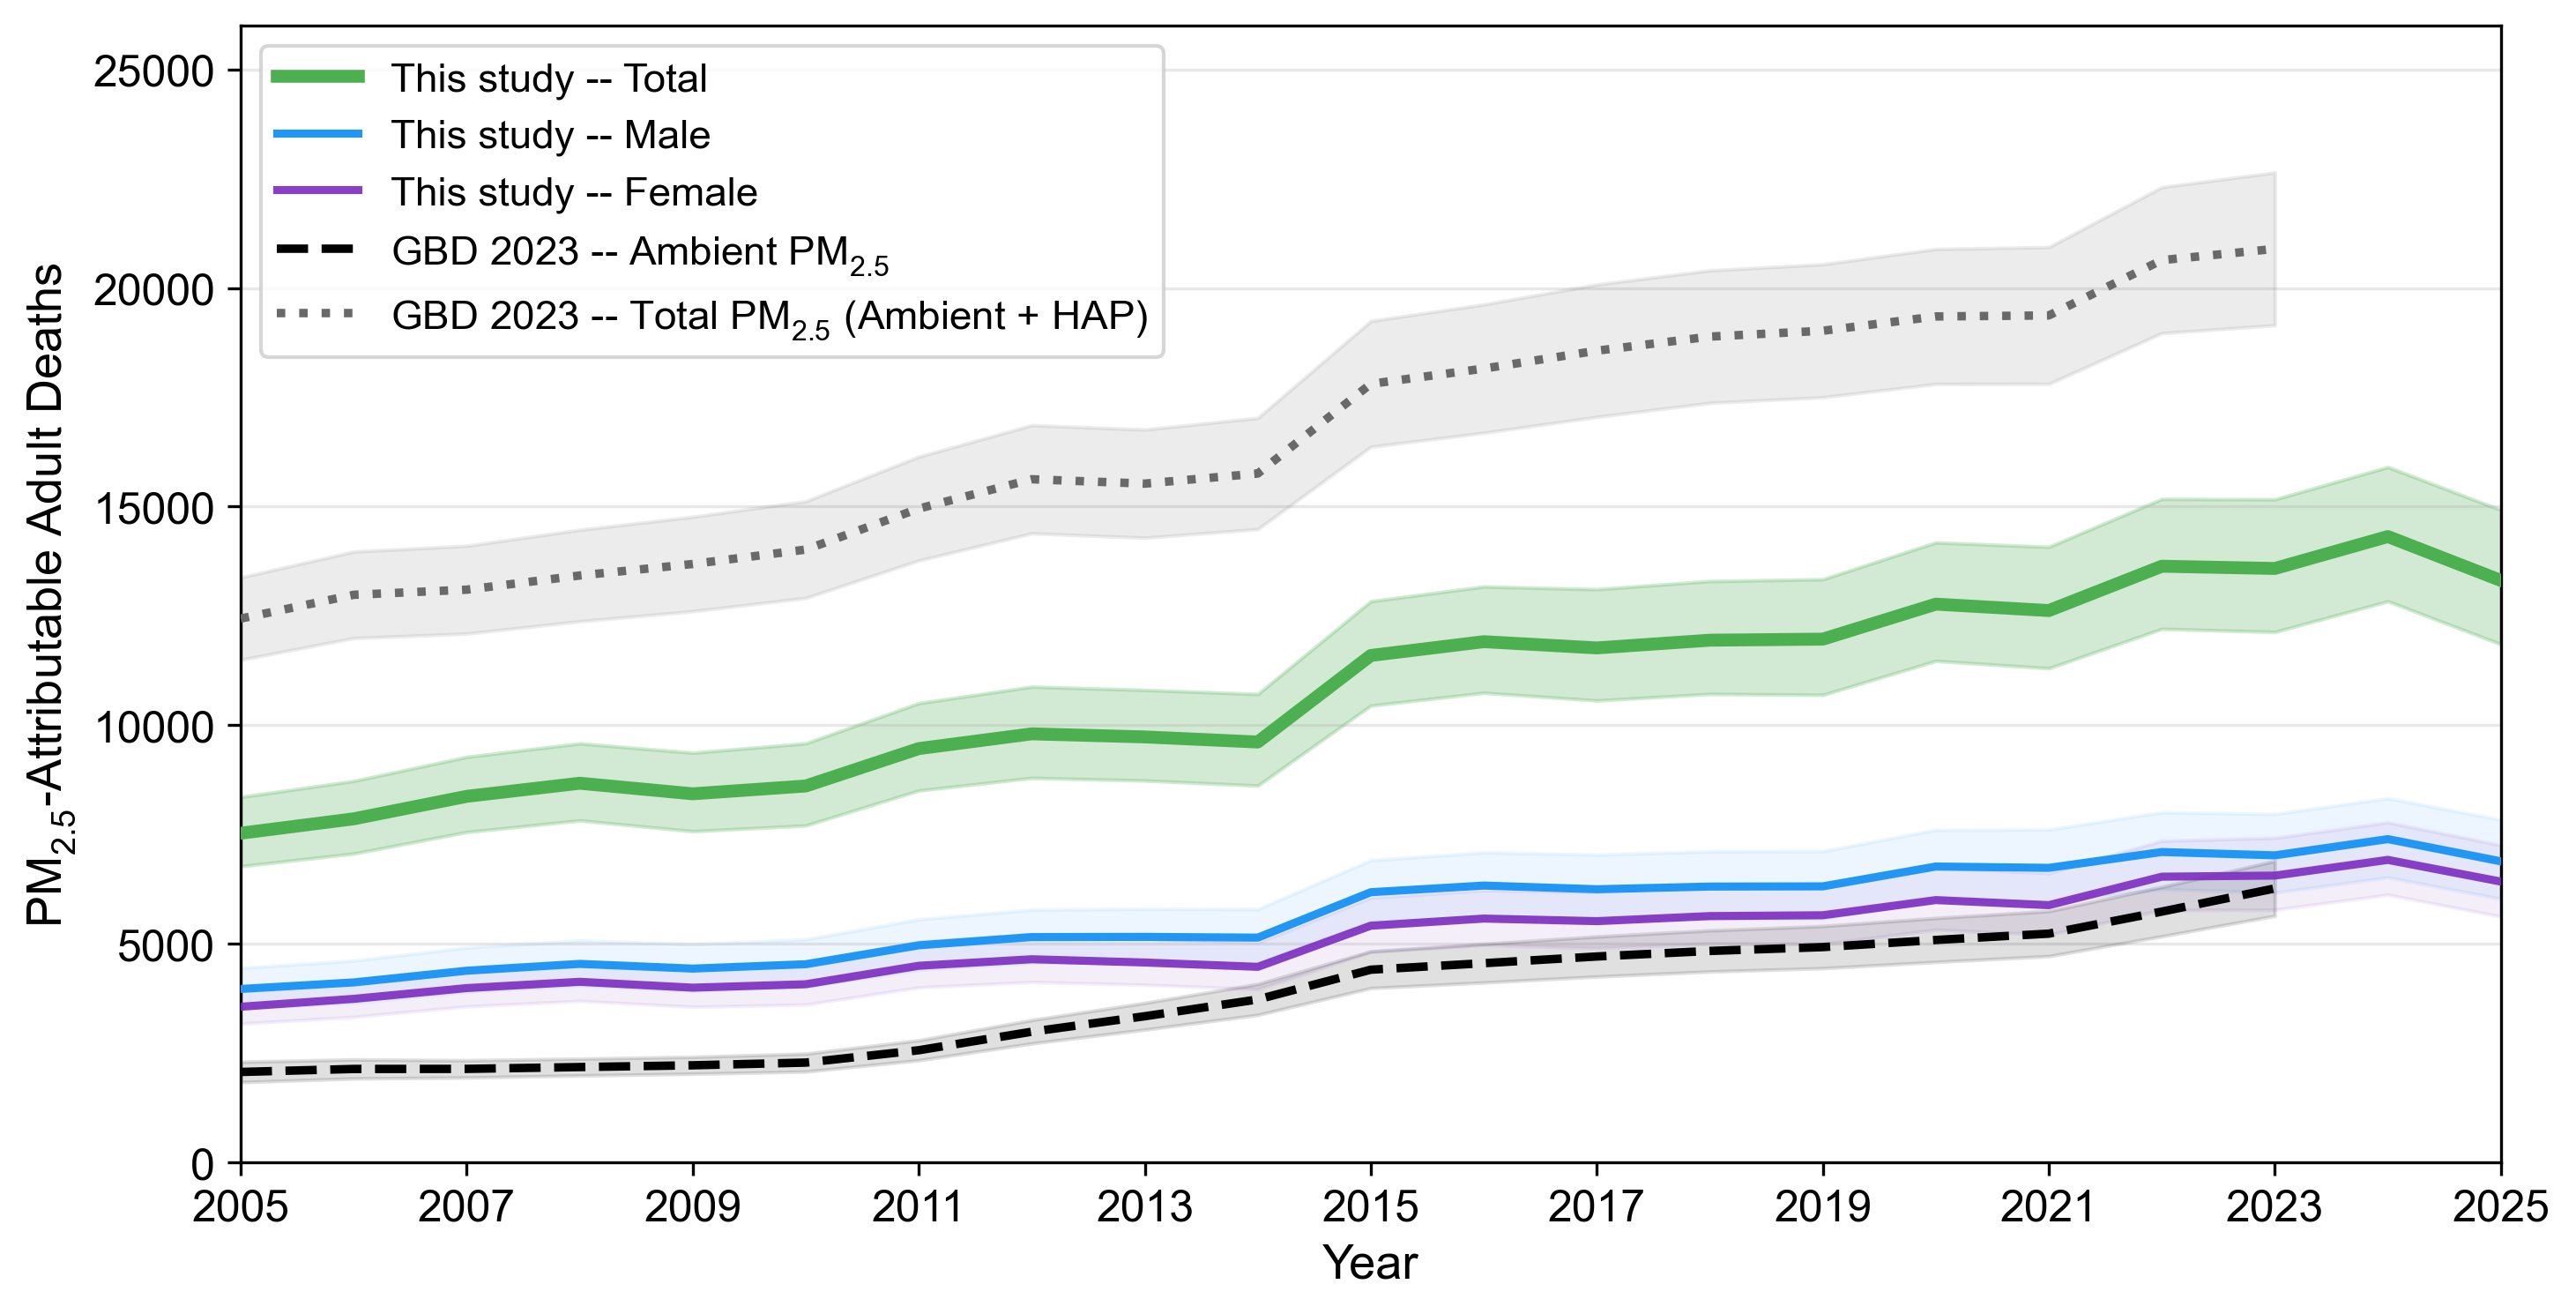 25000
20000
15000
10000
5000
0
PM2.5-Attributable Adult Deaths
This study -- Total
This study -- Male
This study -- Female
GBD 2023 -- Ambient PM2.5
GBD 2023 -- Total PM2.5 (Ambient + HAP)
2005 2007 2009 2011 2013 2015 2017 2019 2021 2023 2025
Year